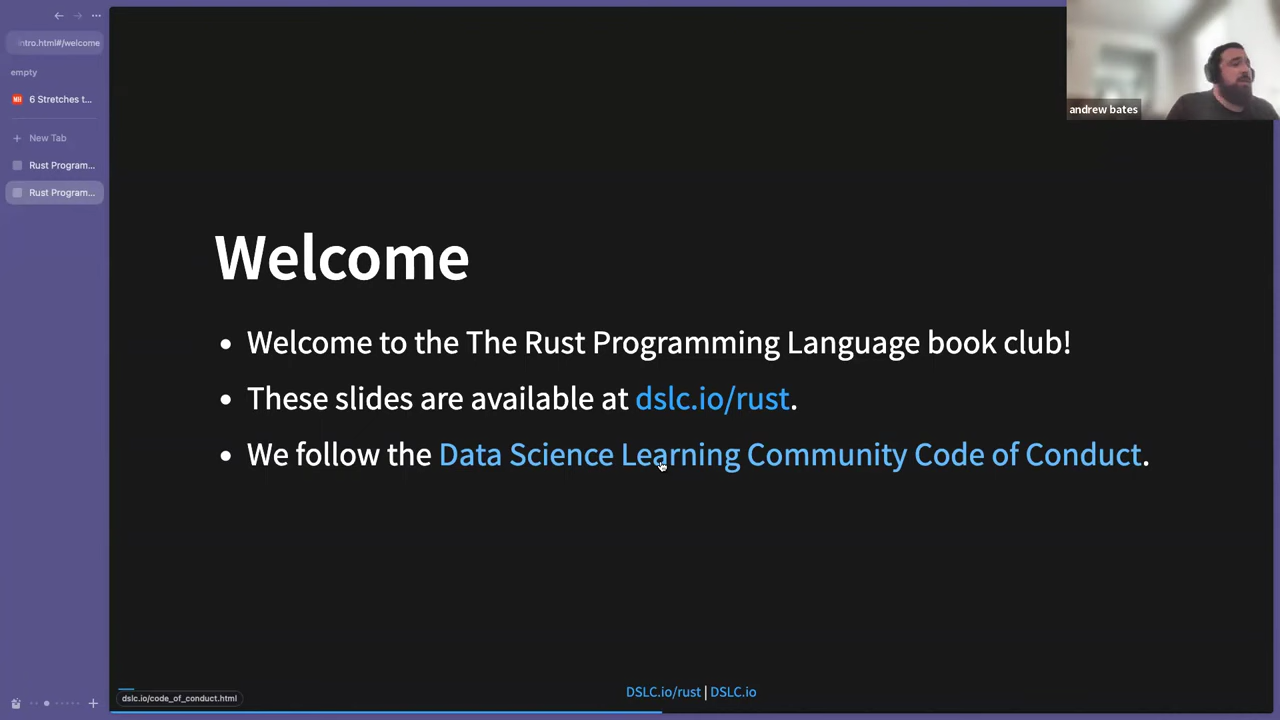 intro.html#/welcome
empty
6 Stretches t...
New Tab
Rust Program...
Rust Program...
andrew bates
Welcome
• Welcome to the The Rust Programming Language book club!
• These slides are available at dslc.io/rust.
• We follow the Data Science Learning Community Code of Conduct.
dslc.io/code_of_conduct.html
DSLC.io/rust | DSLC.io